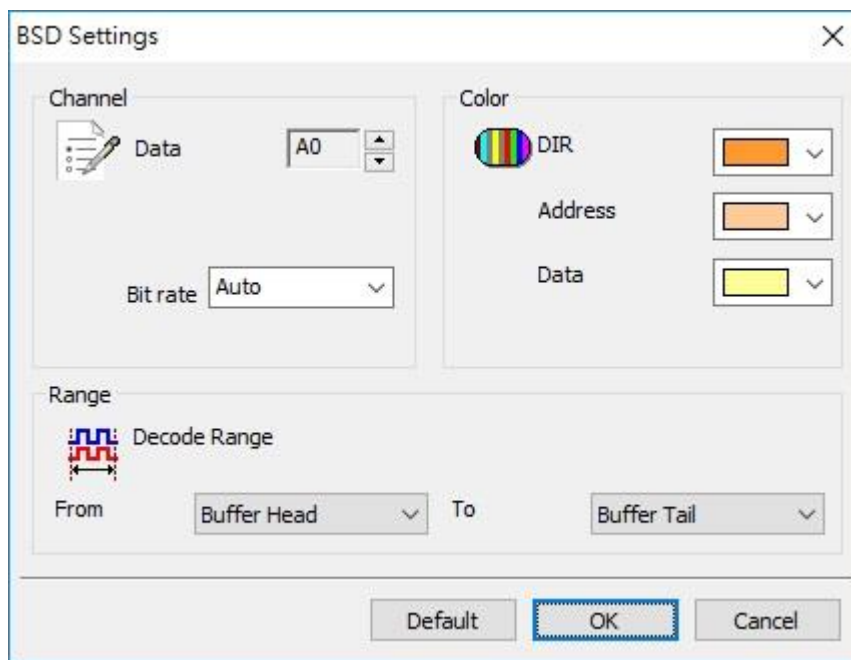 BSD Settings
Channel
Data A0
Bit rate Auto
Color
DIR
Address
Data
Range
Decode Range
From Buffer Head To Buffer Tail
Default OK Cancel